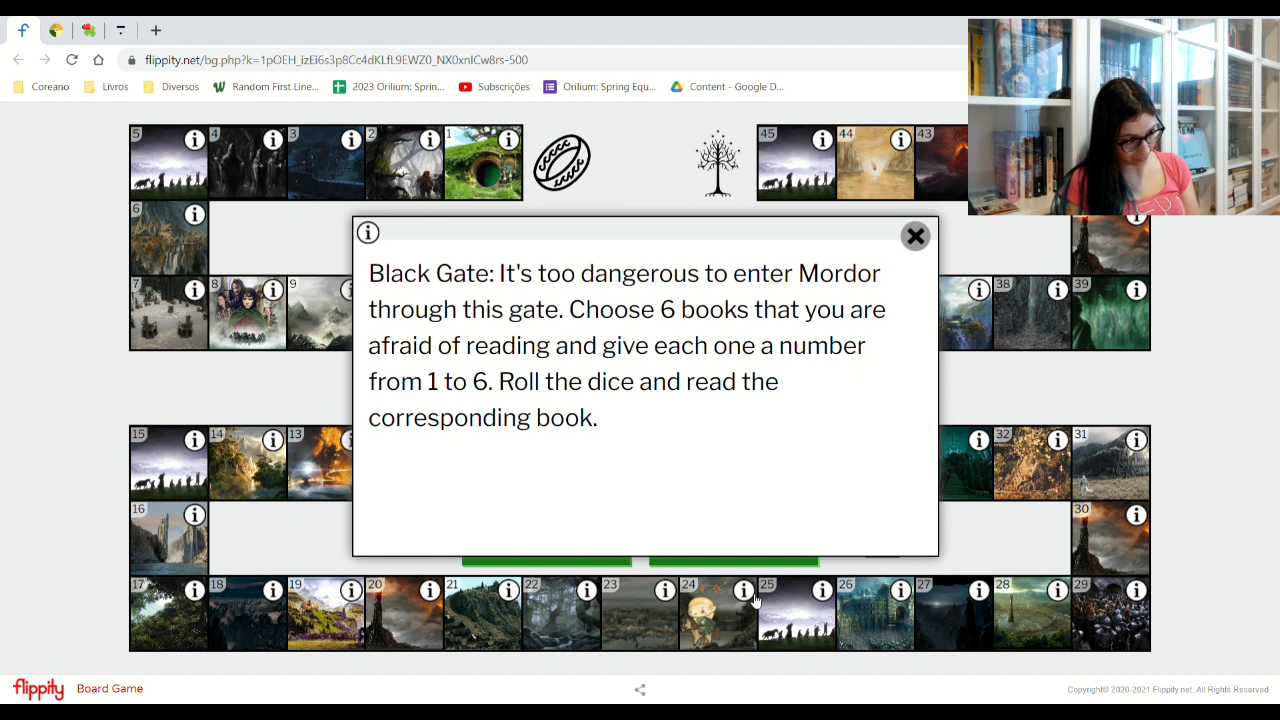 flippity.net/bg.php?k=1pOEH_izEi6s3p8Cc4dKLfL9EWZ0_NX0xnICw8rs-500
Coreano Livros Diversos Random First Line... 2023 Orilium: Sprin... Subscrições Orilium: Spring Equ... Content - Google D...
5 4 3 2 1 45 44 43
6
Black Gate: It's too dangerous to enter Mordor
through this gate. Choose 6 books that you are
afraid of reading and give each one a number
from 1 to 6. Roll the dice and read the
corresponding book.
7 8 9 38 39
15 14 13 32 31
16 30
17 18 19 20 21 22 23 24 25 26 27 28 29
flippity Board Game Copyright© 2020-2021 Flippity.net. All Rights Reserved.